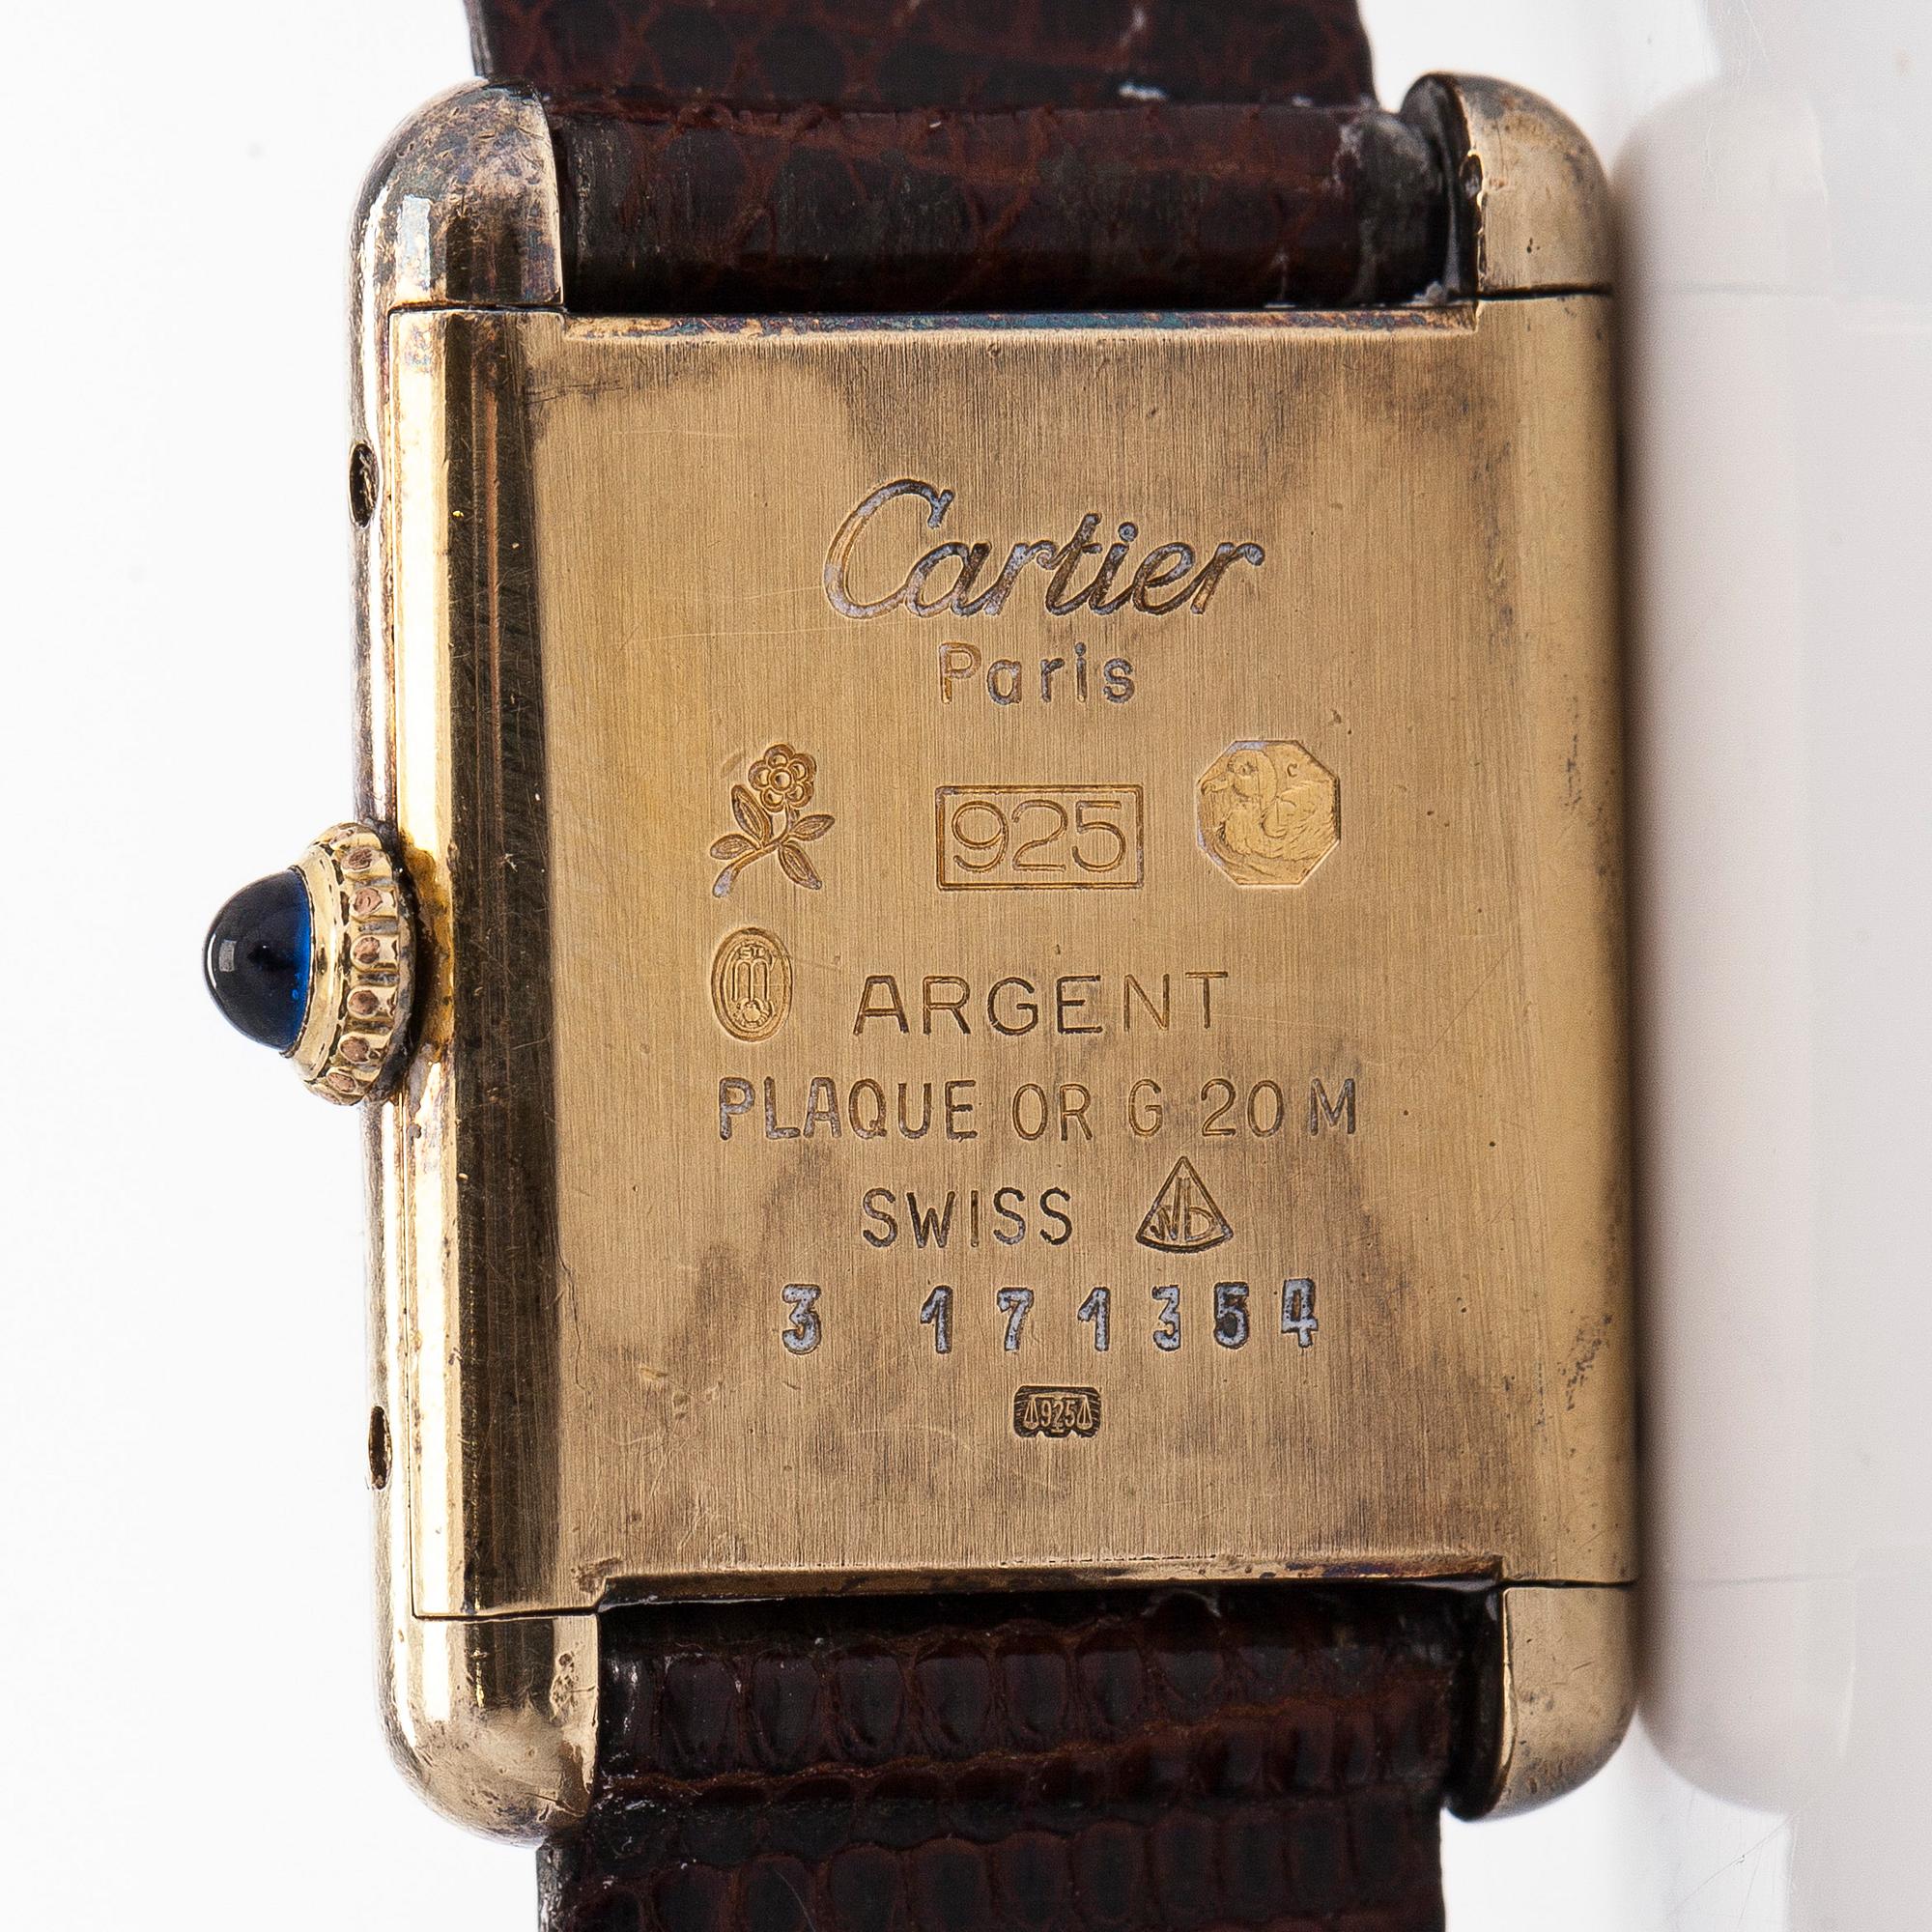 Cartier
Paris
925
ARGENT
PLAQUE OR G 20 M
SWISS
3 171354
925